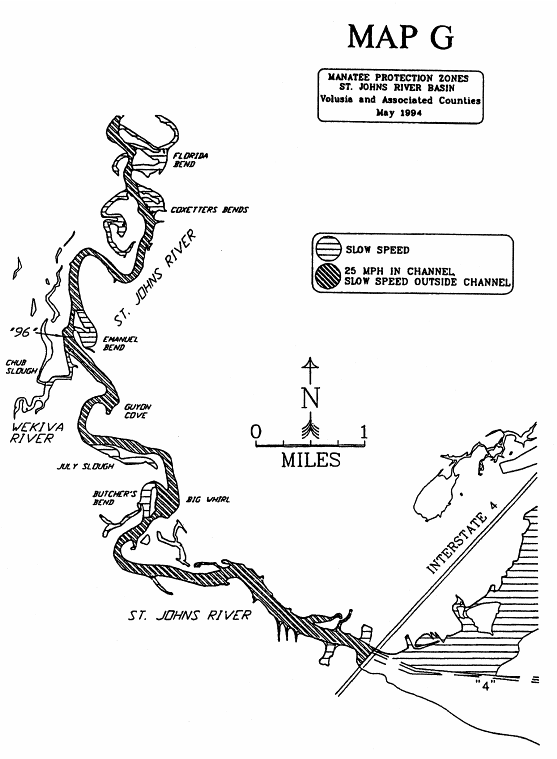 MAP G
MANATEE PROTECTION ZONES
ST. JOHNS RIVER BASIN
Volusia and Associated Counties
May 1994
FLORIDA
BEND
COXETTERS BENDS
ST. JOHNS RIVER
SLOW SPEED
25 MPH IN CHANNEL
SLOW SPEED OUTSIDE CHANNEL
"96"
EMANUEL
BEND
CHUB
SLOUGH
GUYON
COVE
WEKIVA
RIVER
N
0 1
MILES
JULY SLOUGH
BUTCHER'S
BEND
BIG WHIRL
INTERSTATE 4
ST. JOHNS RIVER
"4"